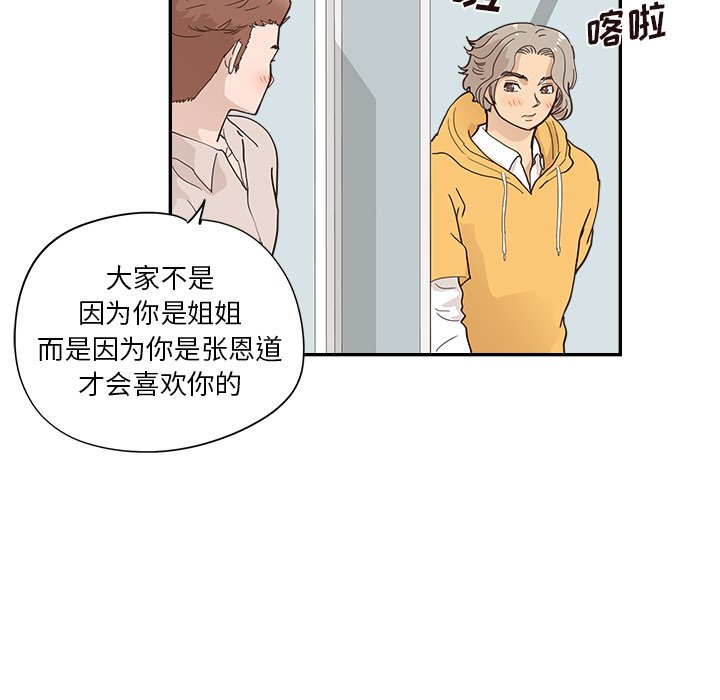 喀啦
大家不是
因为你是姐姐
而是因为你是张恩道
才会喜欢你的